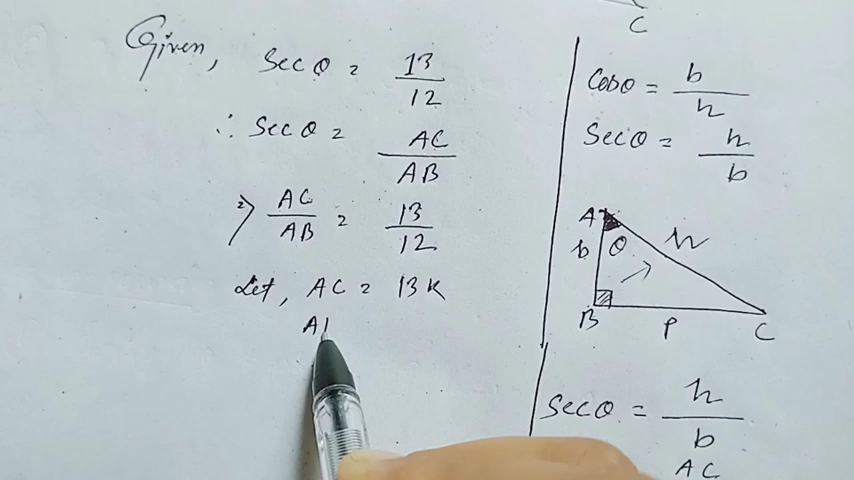 C
Given, Secθ = 13/12
∴ Secθ = AC/AB
⇒ AC/AB = 13/12
Let, AC = 13K
A
Cosθ = b/h
Secθ = h/b
A
b θ h
B p C
Secθ = h/b
AC